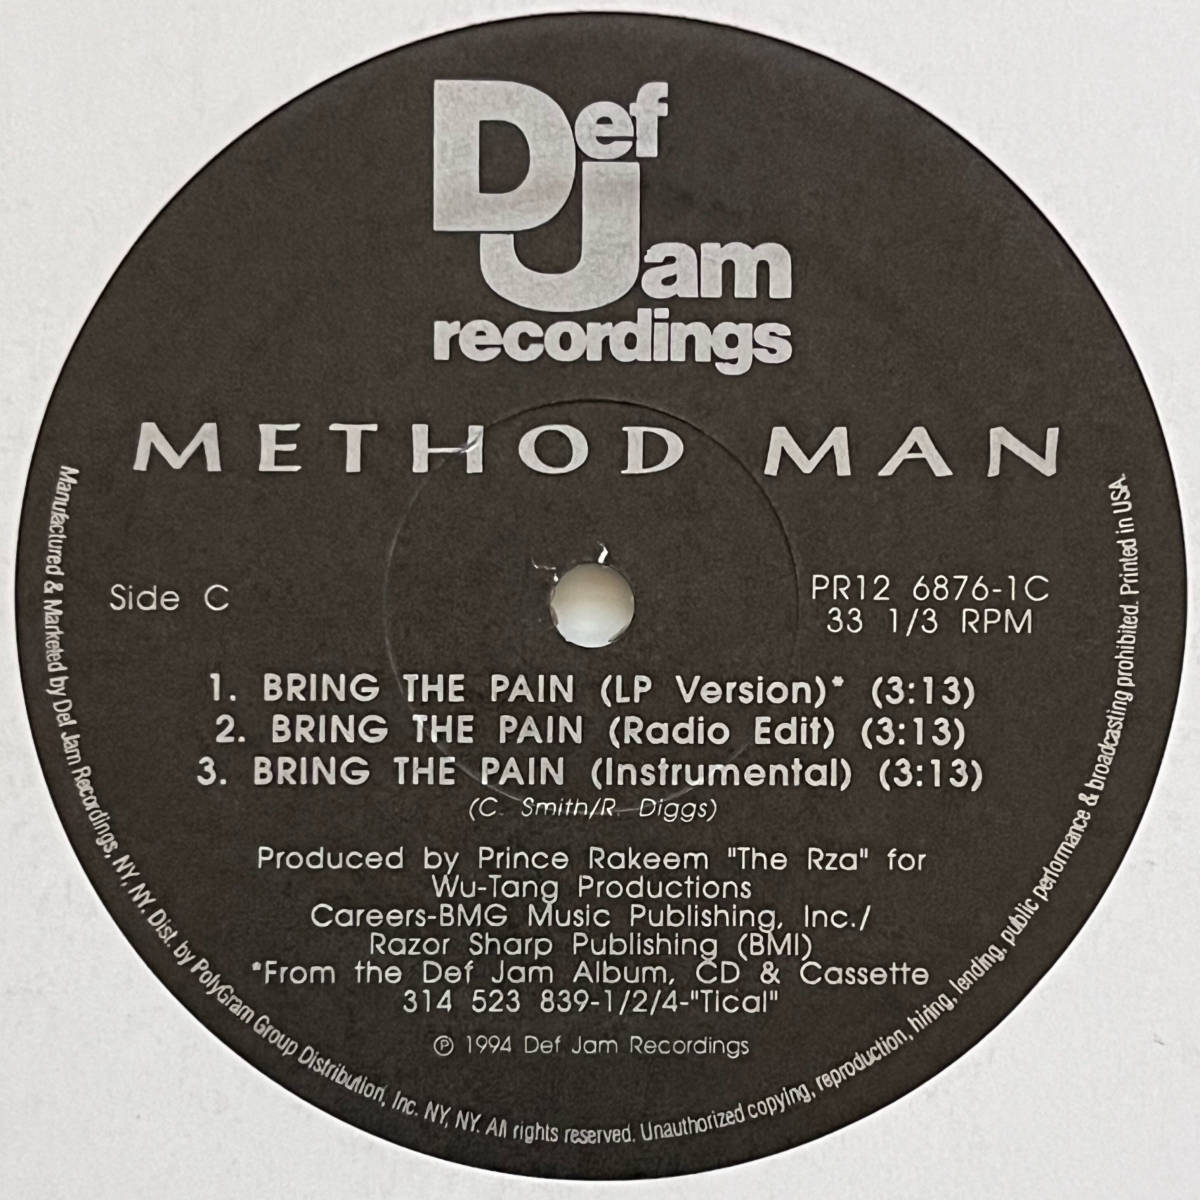 Def
Jam
recordings
METHOD MAN
Side C
PR12 6876-1C
33 1/3 RPM
1. BRING THE PAIN (LP Version)* (3:13)
2. BRING THE PAIN (Radio Edit) (3:13)
3. BRING THE PAIN (Instrumental) (3:13)
(C. Smith/R. Diggs)
Produced by Prince Rakeem "The Rza" for
Wu-Tang Productions
Careers-BMG Music Publishing, Inc./
Razor Sharp Publishing (BMI)
*From the Def Jam Album, CD & Cassette
314 523 839-1/2/4-"Tical"
℗ 1994 Def Jam Recordings
Manufactured & Marketed by Def Jam Recordings, NY, NY. Dist. by PolyGram Group Distribution, Inc. NY, NY. All rights reserved. Unauthorized copying, reproduction, hiring, lending, public performance & broadcasting prohibited. Printed in USA.